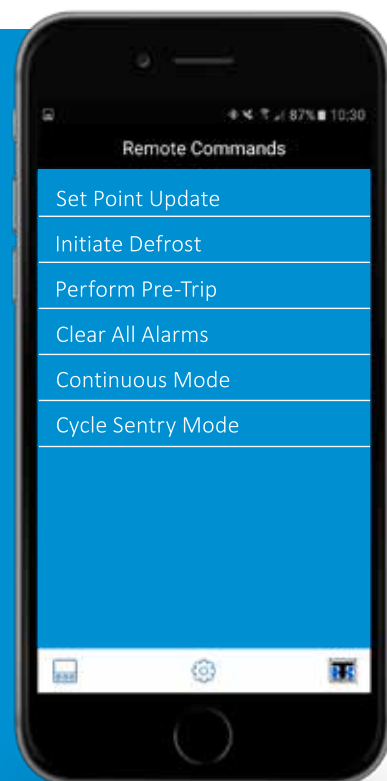 87% 10:30
Remote Commands
Set Point Update
Initiate Defrost
Perform Pre-Trip
Clear All Alarms
Continuous Mode
Cycle Sentry Mode